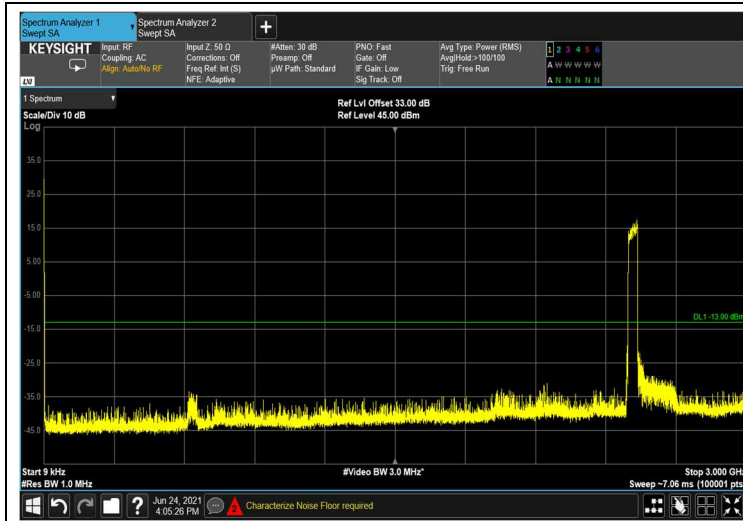 Spectrum Analyzer 1
Swept SA
Spectrum Analyzer 2
Swept SA
+
KEYSIGHT
LXI
Input: RF
Coupling: AC
Align: Auto/No RF
Input Z: 50 Ω
Corrections: Off
Freq Ref: Int (S)
NFE: Adaptive
#Atten: 30 dB
Preamp: Off
µW Path: Standard
PNO: Fast
Gate: Off
IF Gain: Low
Sig Track: Off
Avg Type: Power (RMS)
Avg|Hold:>100/100
Trig: Free Run
1 2 3 4 5 6
A W W W W W
A N N N N N
1 Spectrum
Scale/Div 10 dB
Log
Ref Lvl Offset 33.00 dB
Ref Level 45.00 dBm
35.0
25.0
15.0
5.00
-5.00
-15.0
-25.0
-35.0
-45.0
DL1 -13.00 dBm
Start 9 kHz
#Res BW 1.0 MHz
#Video BW 3.0 MHz*
Stop 3.000 GHz
Sweep ~7.06 ms (100001 pts
?
Jun 24, 2021
4:05:26 PM
2
Characterize Noise Floor required